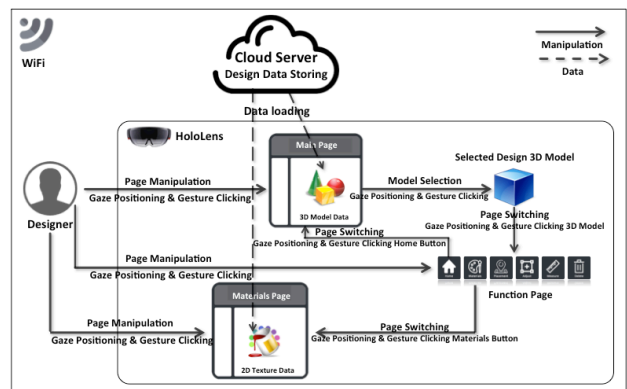 WiFi
Cloud Server
Design Data Storing
Manipulation
Data
Data loading
HoloLens
Main Page
3D Model Data
Designer
Page Manipulation
Gaze Positioning & Gesture Clicking
Model Selection
Gaze Positioning & Gesture Clicking
Selected Design 3D Model
Page Switching
Gaze Positioning & Gesture Clicking 3D Model
Page Switching
Gaze Positioning & Gesture Clicking Home Button
Page Manipulation
Gaze Positioning & Gesture Clicking
Function Page
Materials Page
2D Texture Data
Page Manipulation
Gaze Positioning & Gesture Clicking
Page Switching
Gaze Positioning & Gesture Clicking Materials Button